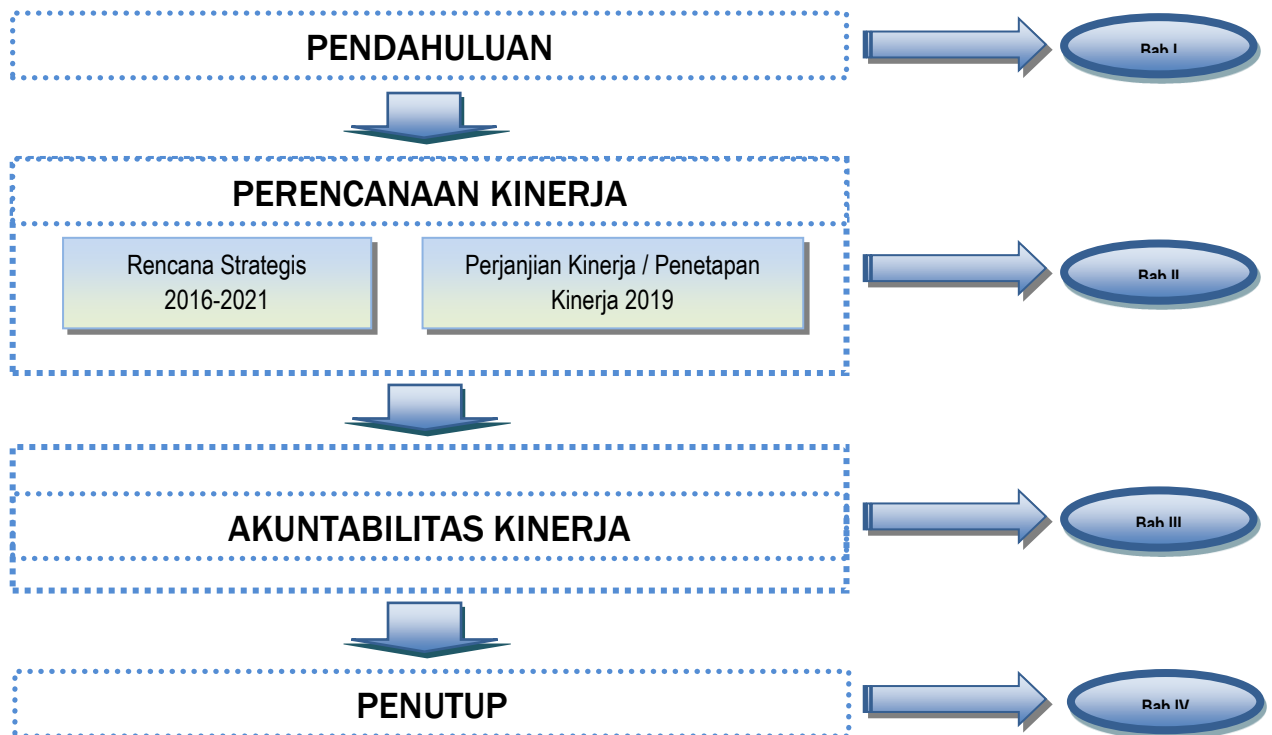 PENDAHULUAN
Bab I
PERENCANAAN KINERJA
Rencana Strategis
2016-2021
Perjanjian Kinerja / Penetapan
Kinerja 2019
Bab II
AKUNTABILITAS KINERJA
Bab III
PENUTUP
Bab IV